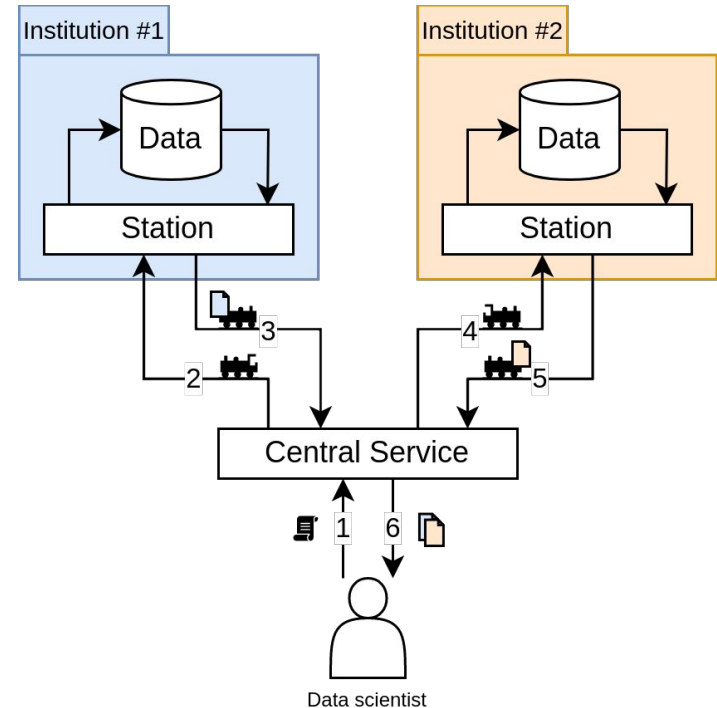 Institution #1
Institution #2
Data
Data
Station
Station
3
4
2
5
Central Service
1
6
Data scientist